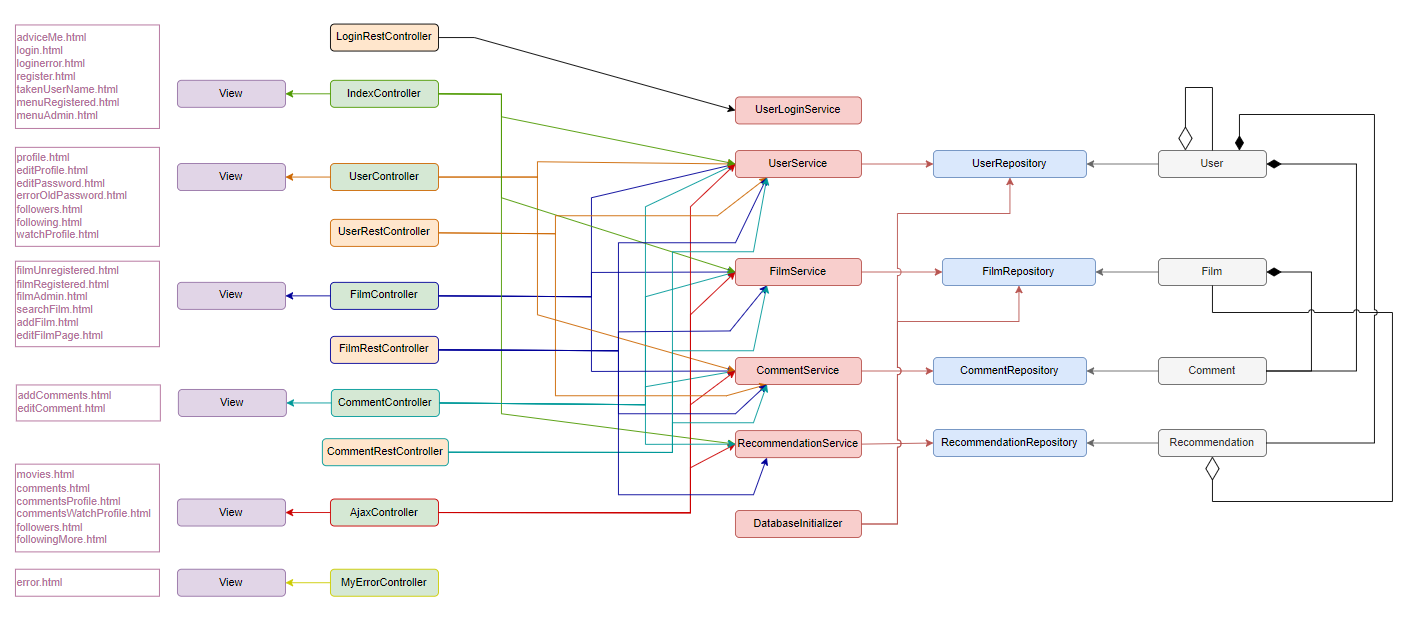 adviceMe.html
login.html
loginerror.html
register.html
takenUserName.html
menuRegistered.html
menuAdmin.html
profile.html
editProfile.html
editPassword.html
errorOldPassword.html
followers.html
following.html
watchProfile.html
filmUnregistered.html
filmRegistered.html
filmAdmin.html
searchFilm.html
addFilm.html
editFilmPage.html
addComments.html
editComment.html
movies.html
comments.html
commentsProfile.html
commentsWatchProfile.html
followers.html
followingMore.html
error.html
View
View
View
View
View
View
LoginRestController
IndexController
UserController
UserRestController
FilmController
FilmRestController
CommentController
CommentRestController
AjaxController
MyErrorController
UserLoginService
UserService
FilmService
CommentService
RecommendationService
DatabaseInitializer
UserRepository
FilmRepository
CommentRepository
RecommendationRepository
User
Film
Comment
Recommendation